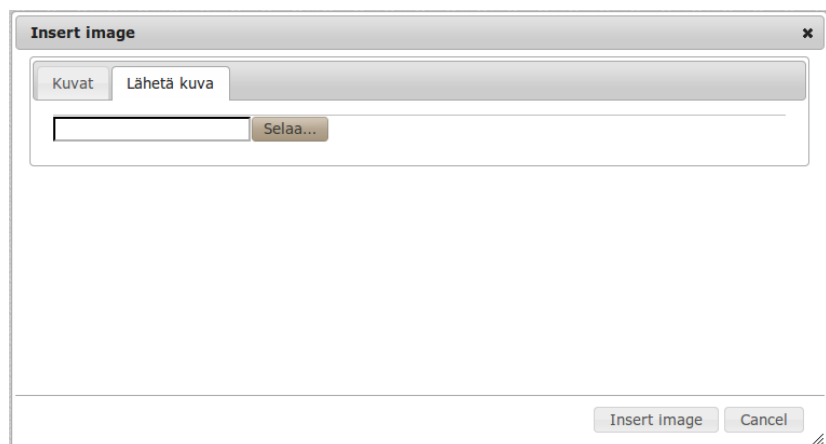 Insert image
Kuvat Lähetä kuva
Selaa...
Insert image Cancel